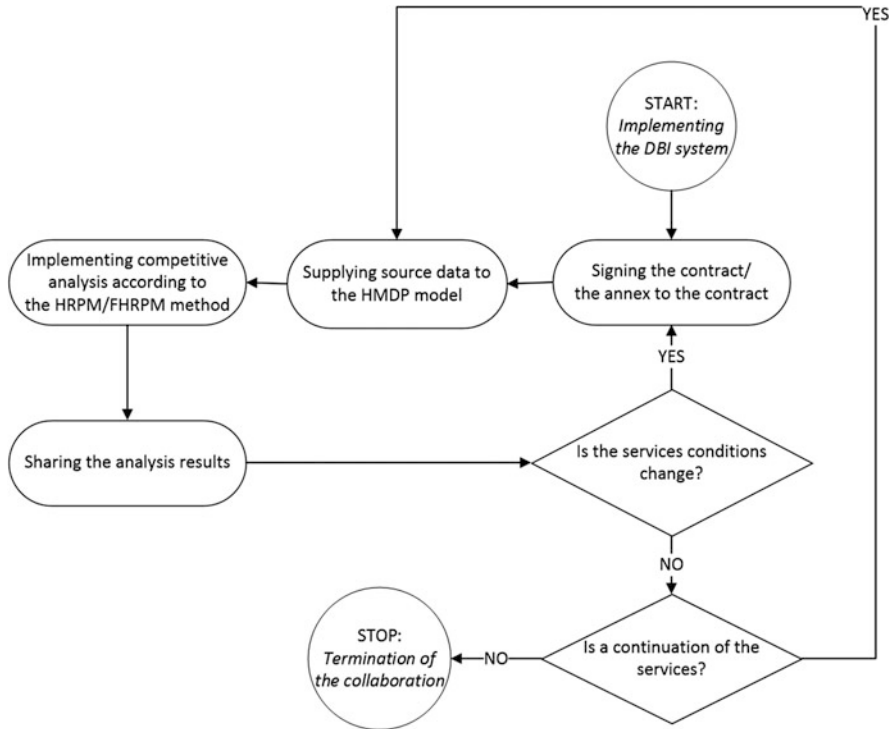 YES
START:
Implementing
the DBI system
Implementing competitive
analysis according to
the HRPM/FHRPM method
Supplying source data to
the HMDP model
Signing the contract/
the annex to the contract
YES
Sharing the analysis results
Is the services conditions
change?
NO
STOP:
Termination of
the collaboration
NO
Is a continuation of the
services?